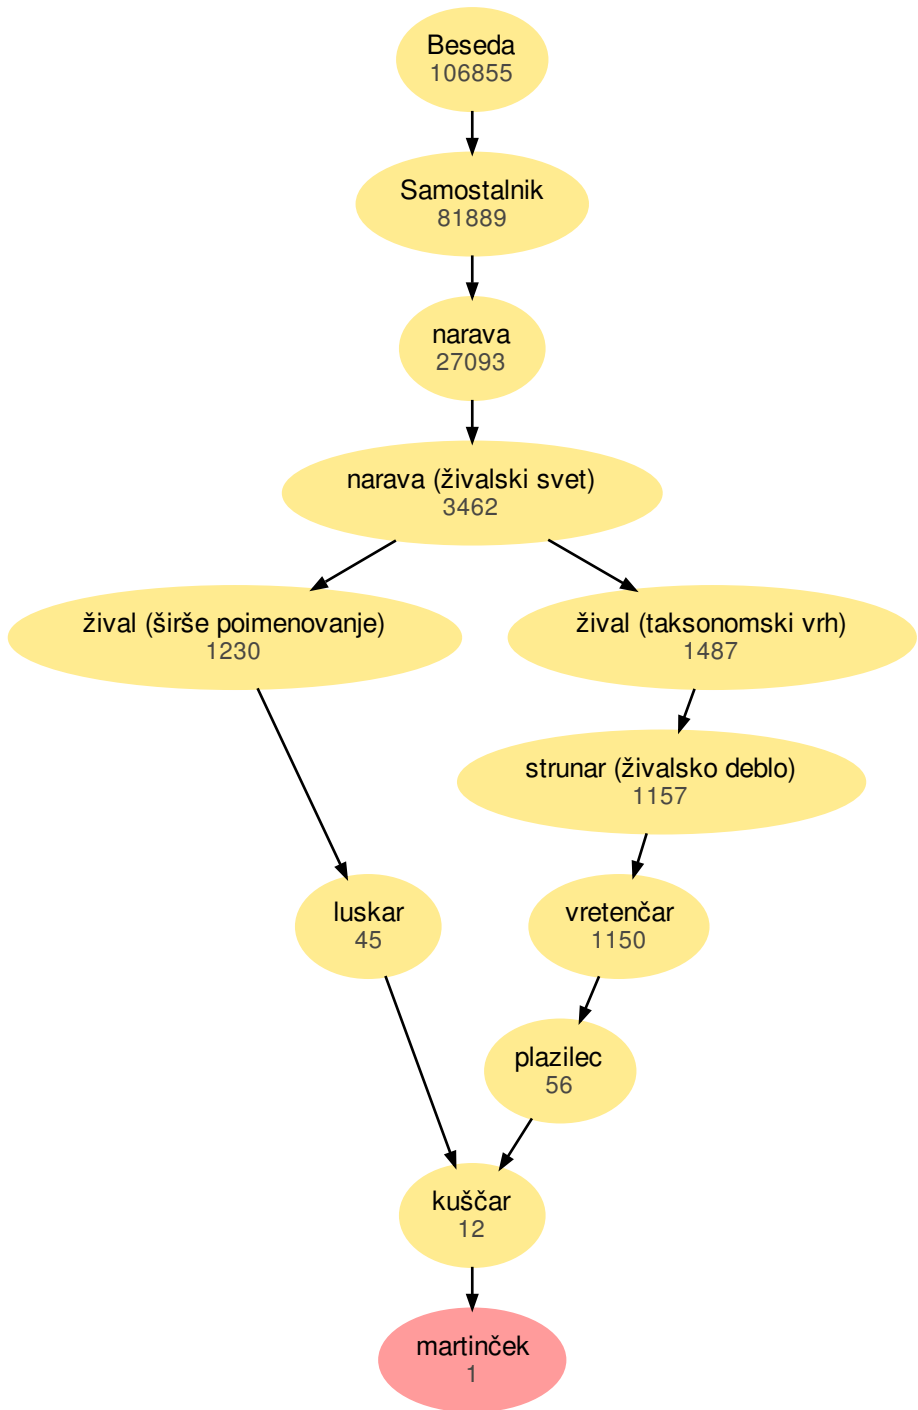 Beseda
106855
Samostalnik
81889
narava
27093
narava (živalski svet)
3462
žival (širše poimenovanje)
1230
žival (taksonomski vrh)
1487
strunar (živalsko deblo)
1157
luskar
45
vretenčar
1150
plazilec
56
kuščar
12
martinček
1